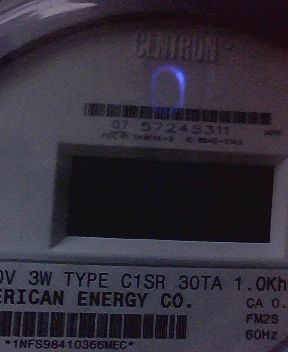 CENTRON
07 57245311
0V 3W TYPE C1SR 30TA 1.0Kh
ERICAN ENERGY CO.
CA 0.
FM2S
60Hz
*1NFS98410366MEC*